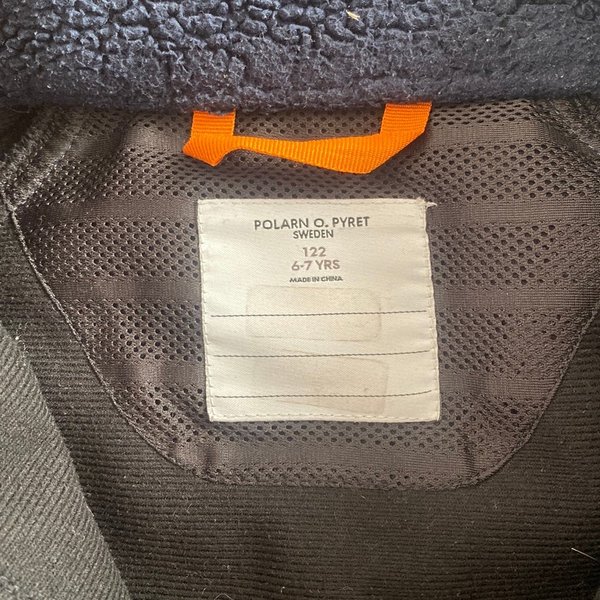 POLARN O. PYRET
SWEDEN
122
6-7 YRS
MADE IN CHINA